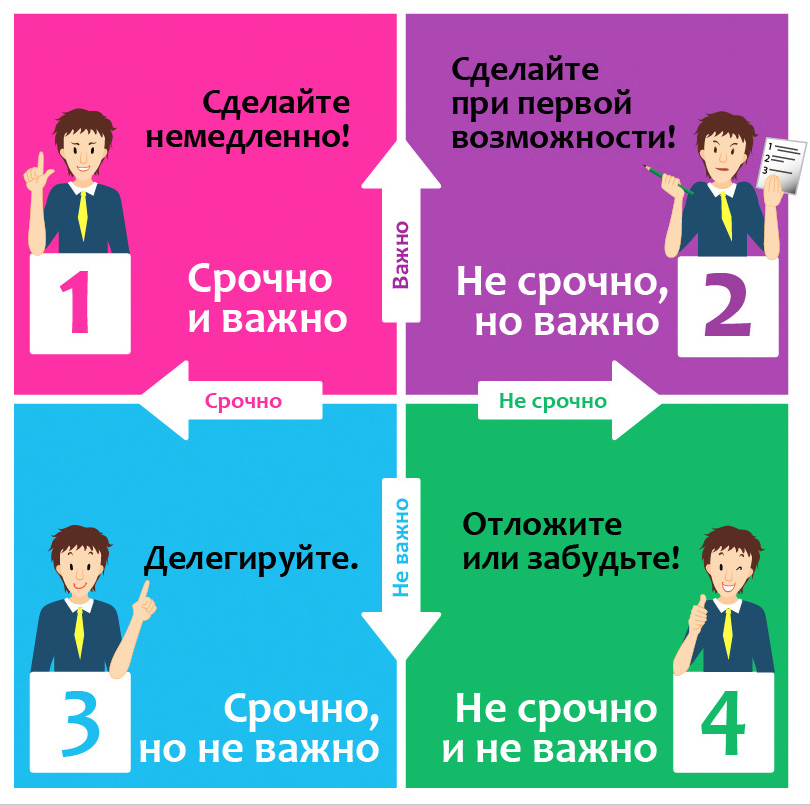 Сделайте
немедленно!
1
Срочно
и важно
Сделайте
при первой
возможности!
1
2
3
Не срочно,
но важно
2
Важно
Срочно
Не срочно
Не важно
Делегируйте.
3
Срочно,
но не важно
Отложите
или забудьте!
Не срочно
и не важно
4